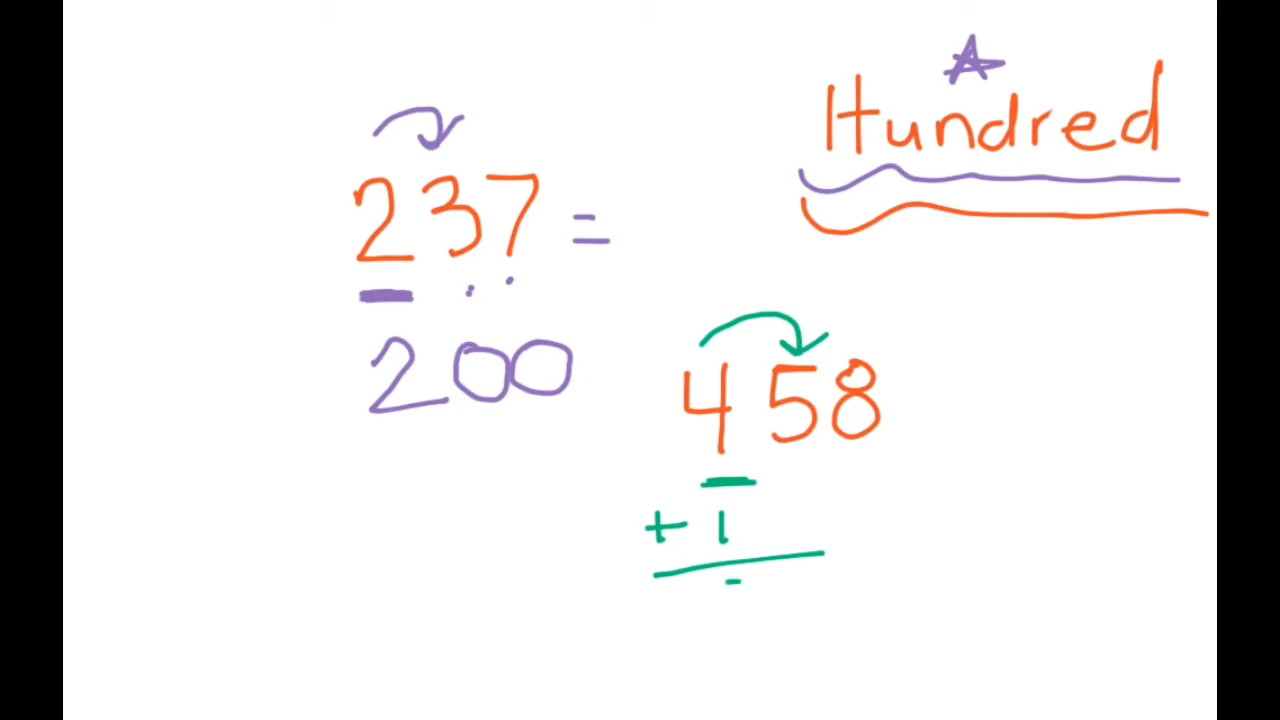 Hundred
237 =
200
458
+ 1